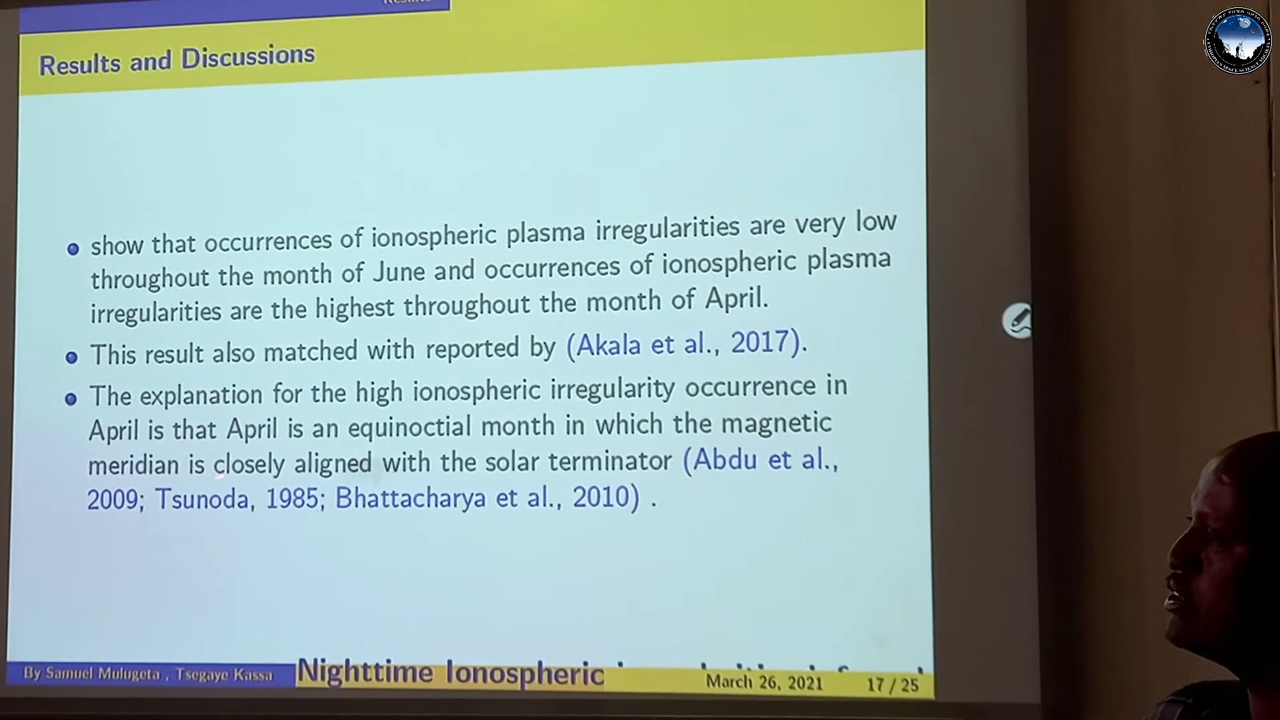 Results
Results and Discussions
show that occurrences of ionospheric plasma irregularities are very low
throughout the month of June and occurrences of ionospheric plasma
irregularities are the highest throughout the month of April.
This result also matched with reported by (Akala et al., 2017).
The explanation for the high ionospheric irregularity occurrence in
April is that April is an equinoctial month in which the magnetic
meridian is closely aligned with the solar terminator (Abdu et al.,
2009; Tsunoda, 1985; Bhattacharya et al., 2010) .
By Samuel Mulugeta , Tsegaye Kassa
Nighttime Ionospheric
March 26, 2021
17 / 25